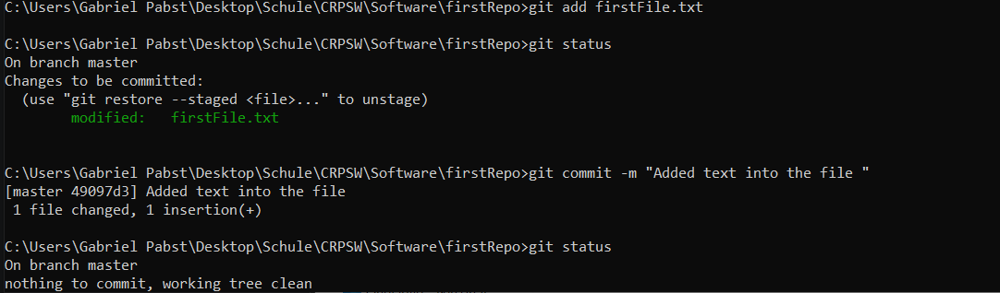 C:\Users\Gabriel Pabst\Desktop\Schule\CRPSW\Software\firstRepo>git add firstFile.txt
C:\Users\Gabriel Pabst\Desktop\Schule\CRPSW\Software\firstRepo>git status
On branch master
Changes to be committed:
  (use "git restore --staged <file>..." to unstage)
        modified:   firstFile.txt
C:\Users\Gabriel Pabst\Desktop\Schule\CRPSW\Software\firstRepo>git commit -m "Added text into the file "
[master 49097d3] Added text into the file
 1 file changed, 1 insertion(+)
C:\Users\Gabriel Pabst\Desktop\Schule\CRPSW\Software\firstRepo>git status
On branch master
nothing to commit, working tree clean